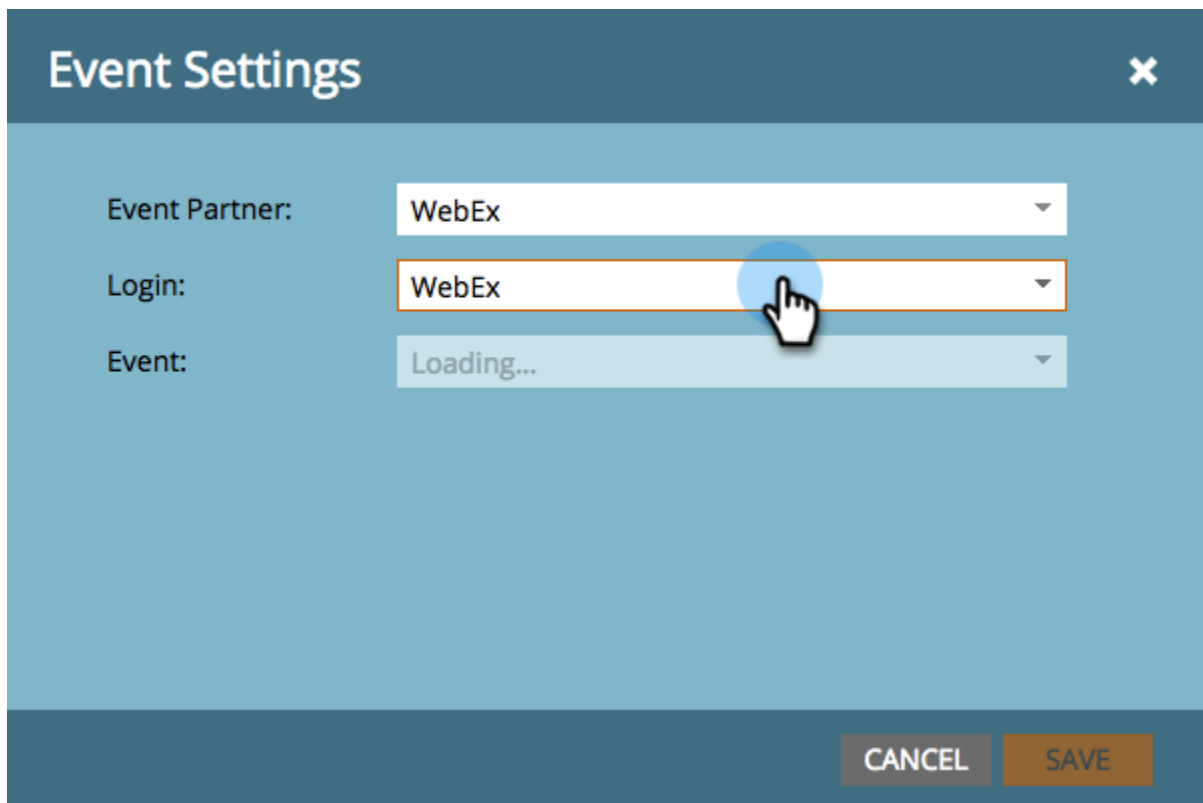 Event Settings
Event Partner: WebEx
Login: WebEx
Event: Loading...
CANCEL SAVE